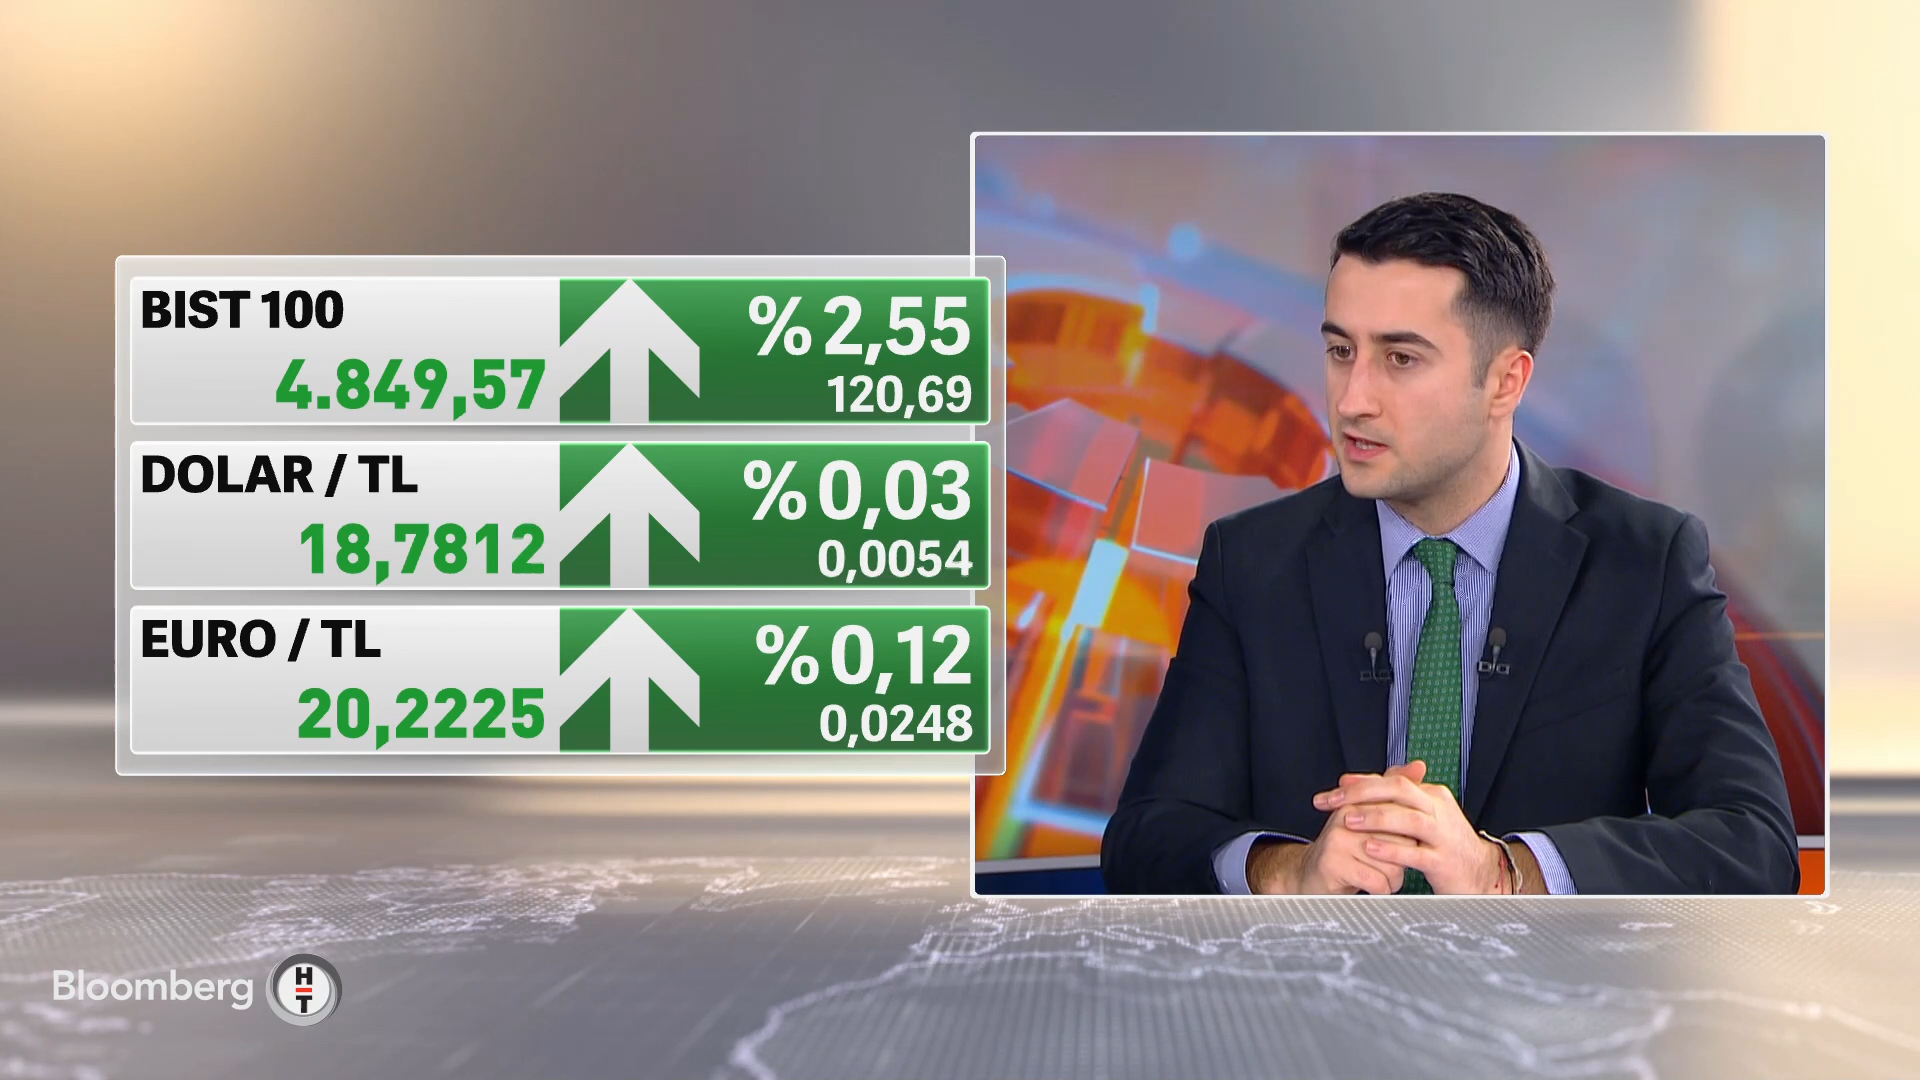 BIST 100
4.849,57
%2,55
120,69
DOLAR / TL
18,7812
%0,03
0,0054
EURO / TL
20,2225
%0,12
0,0248
Bloomberg HT